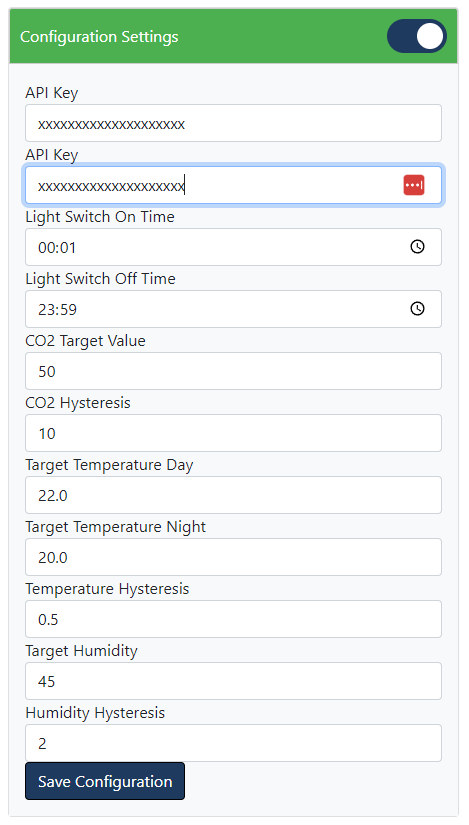 Configuration Settings
API Key
xxxxxxxxxxxxxxxxxxxx
API Key
xxxxxxxxxxxxxxxxxxxx
Light Switch On Time
00:01
Light Switch Off Time
23:59
CO2 Target Value
50
CO2 Hysteresis
10
Target Temperature Day
22.0
Target Temperature Night
20.0
Temperature Hysteresis
0.5
Target Humidity
45
Humidity Hysteresis
2
Save Configuration